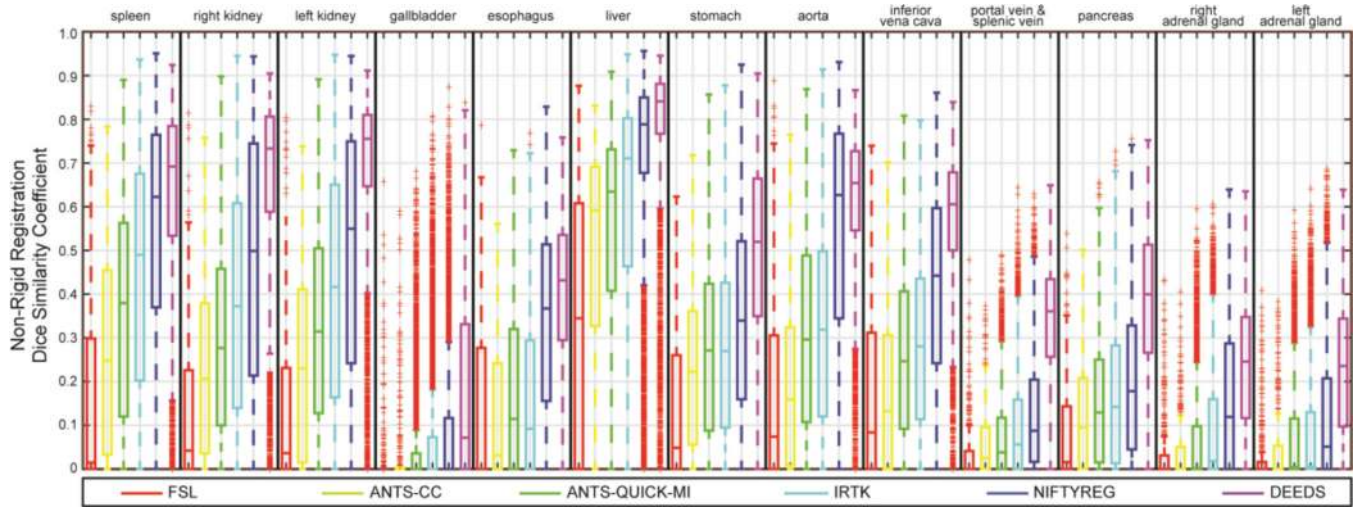 spleen right kidney left kidney gallbladder esophagus liver stomach aorta inferior vena cava portal vein & splenic vein pancreas right adrenal gland left adrenal gland
Non-Rigid Registration
Dice Similarity Coefficient
1.0
0.9
0.8
0.7
0.6
0.5
0.4
0.3
0.2
0.1
0
FSL ANTS-CC ANTS-QUICK-MI IRTK NIFTYREG DEEDS